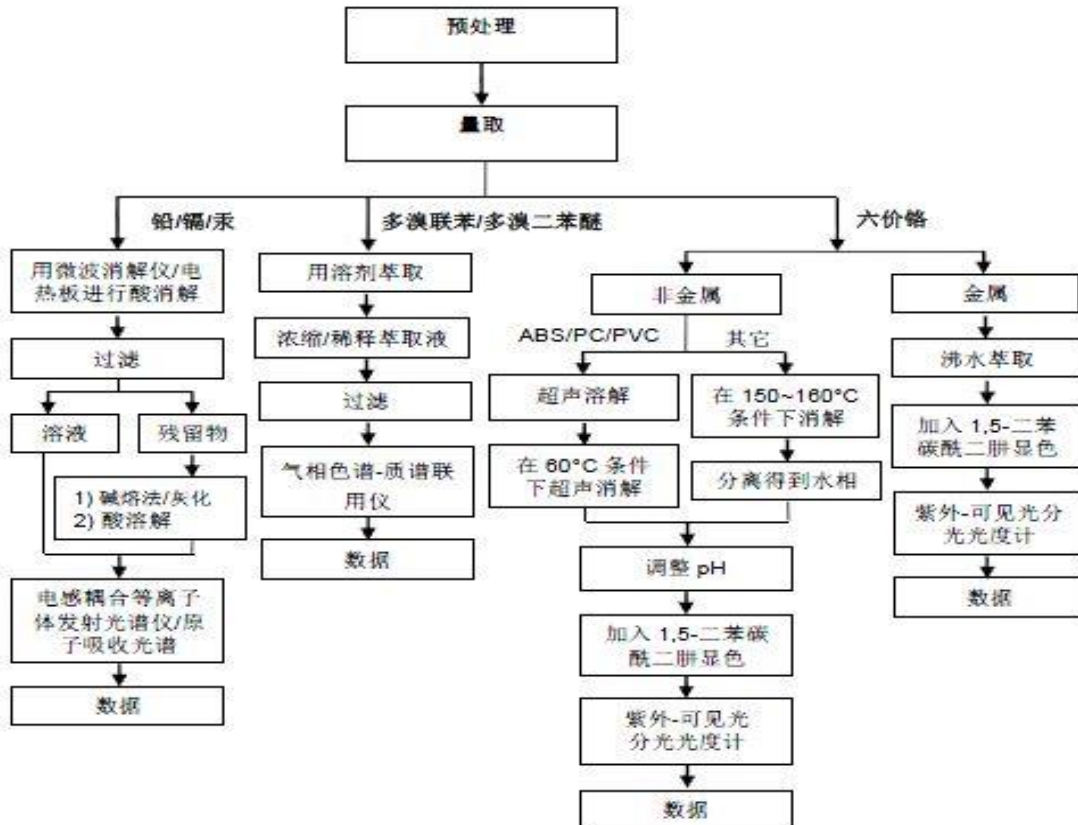 预处理
量取
铅/镉/汞
多溴联苯/多溴二苯醚
六价铬
用微波消解仪/电
热板进行酸消解
过滤
溶液
残留物
1) 碱熔法/灰化
2) 酸溶解
电感耦合等离子
体发射光谱仪/原
子吸收光谱
数据
用溶剂萃取
浓缩/稀释萃取液
过滤
气相色谱-质谱联
用仪
数据
非金属
ABS/PC/PVC
其它
超声溶解
在 60°C 条件
下超声消解
在 150~160°C
条件下消解
分离得到水相
调整 pH
加入 1,5-二苯碳
酰二肼显色
紫外-可见光
分光光度计
数据
金属
沸水萃取
加入 1,5-二苯
碳酰二肼显色
紫外-可见光分
光光度计
数据